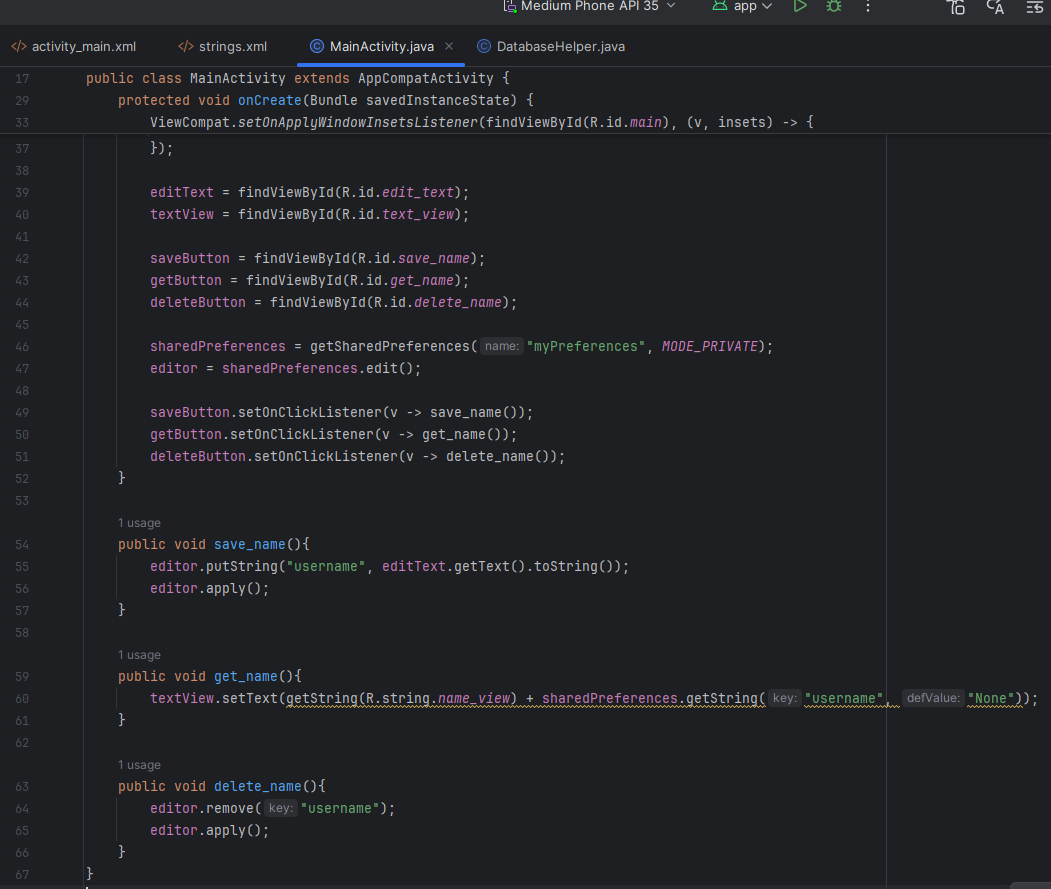 Medium Phone API 35 app
</> activity_main.xml </> strings.xml C MainActivity.java × C DatabaseHelper.java
17 public class MainActivity extends AppCompatActivity {
29 protected void onCreate(Bundle savedInstanceState) {
33 ViewCompat.setOnApplyWindowInsetsListener(findViewById(R.id.main), (v, insets) -> {
37 });
38
39 editText = findViewById(R.id.edit_text);
40 textView = findViewById(R.id.text_view);
41
42 saveButton = findViewById(R.id.save_name);
43 getButton = findViewById(R.id.get_name);
44 deleteButton = findViewById(R.id.delete_name);
45
46 sharedPreferences = getSharedPreferences( name: "myPreferences", MODE_PRIVATE);
47 editor = sharedPreferences.edit();
48
49 saveButton.setOnClickListener(v -> save_name());
50 getButton.setOnClickListener(v -> get_name());
51 deleteButton.setOnClickListener(v -> delete_name());
52 }
53
1 usage
54 public void save_name(){
55 editor.putString("username", editText.getText().toString());
56 editor.apply();
57 }
58
1 usage
59 public void get_name(){
60 textView.setText(getString(R.string.name_view) + sharedPreferences.getString( key: "username", defValue: "None"));
61 }
62
1 usage
63 public void delete_name(){
64 editor.remove( key: "username");
65 editor.apply();
66 }
67 }